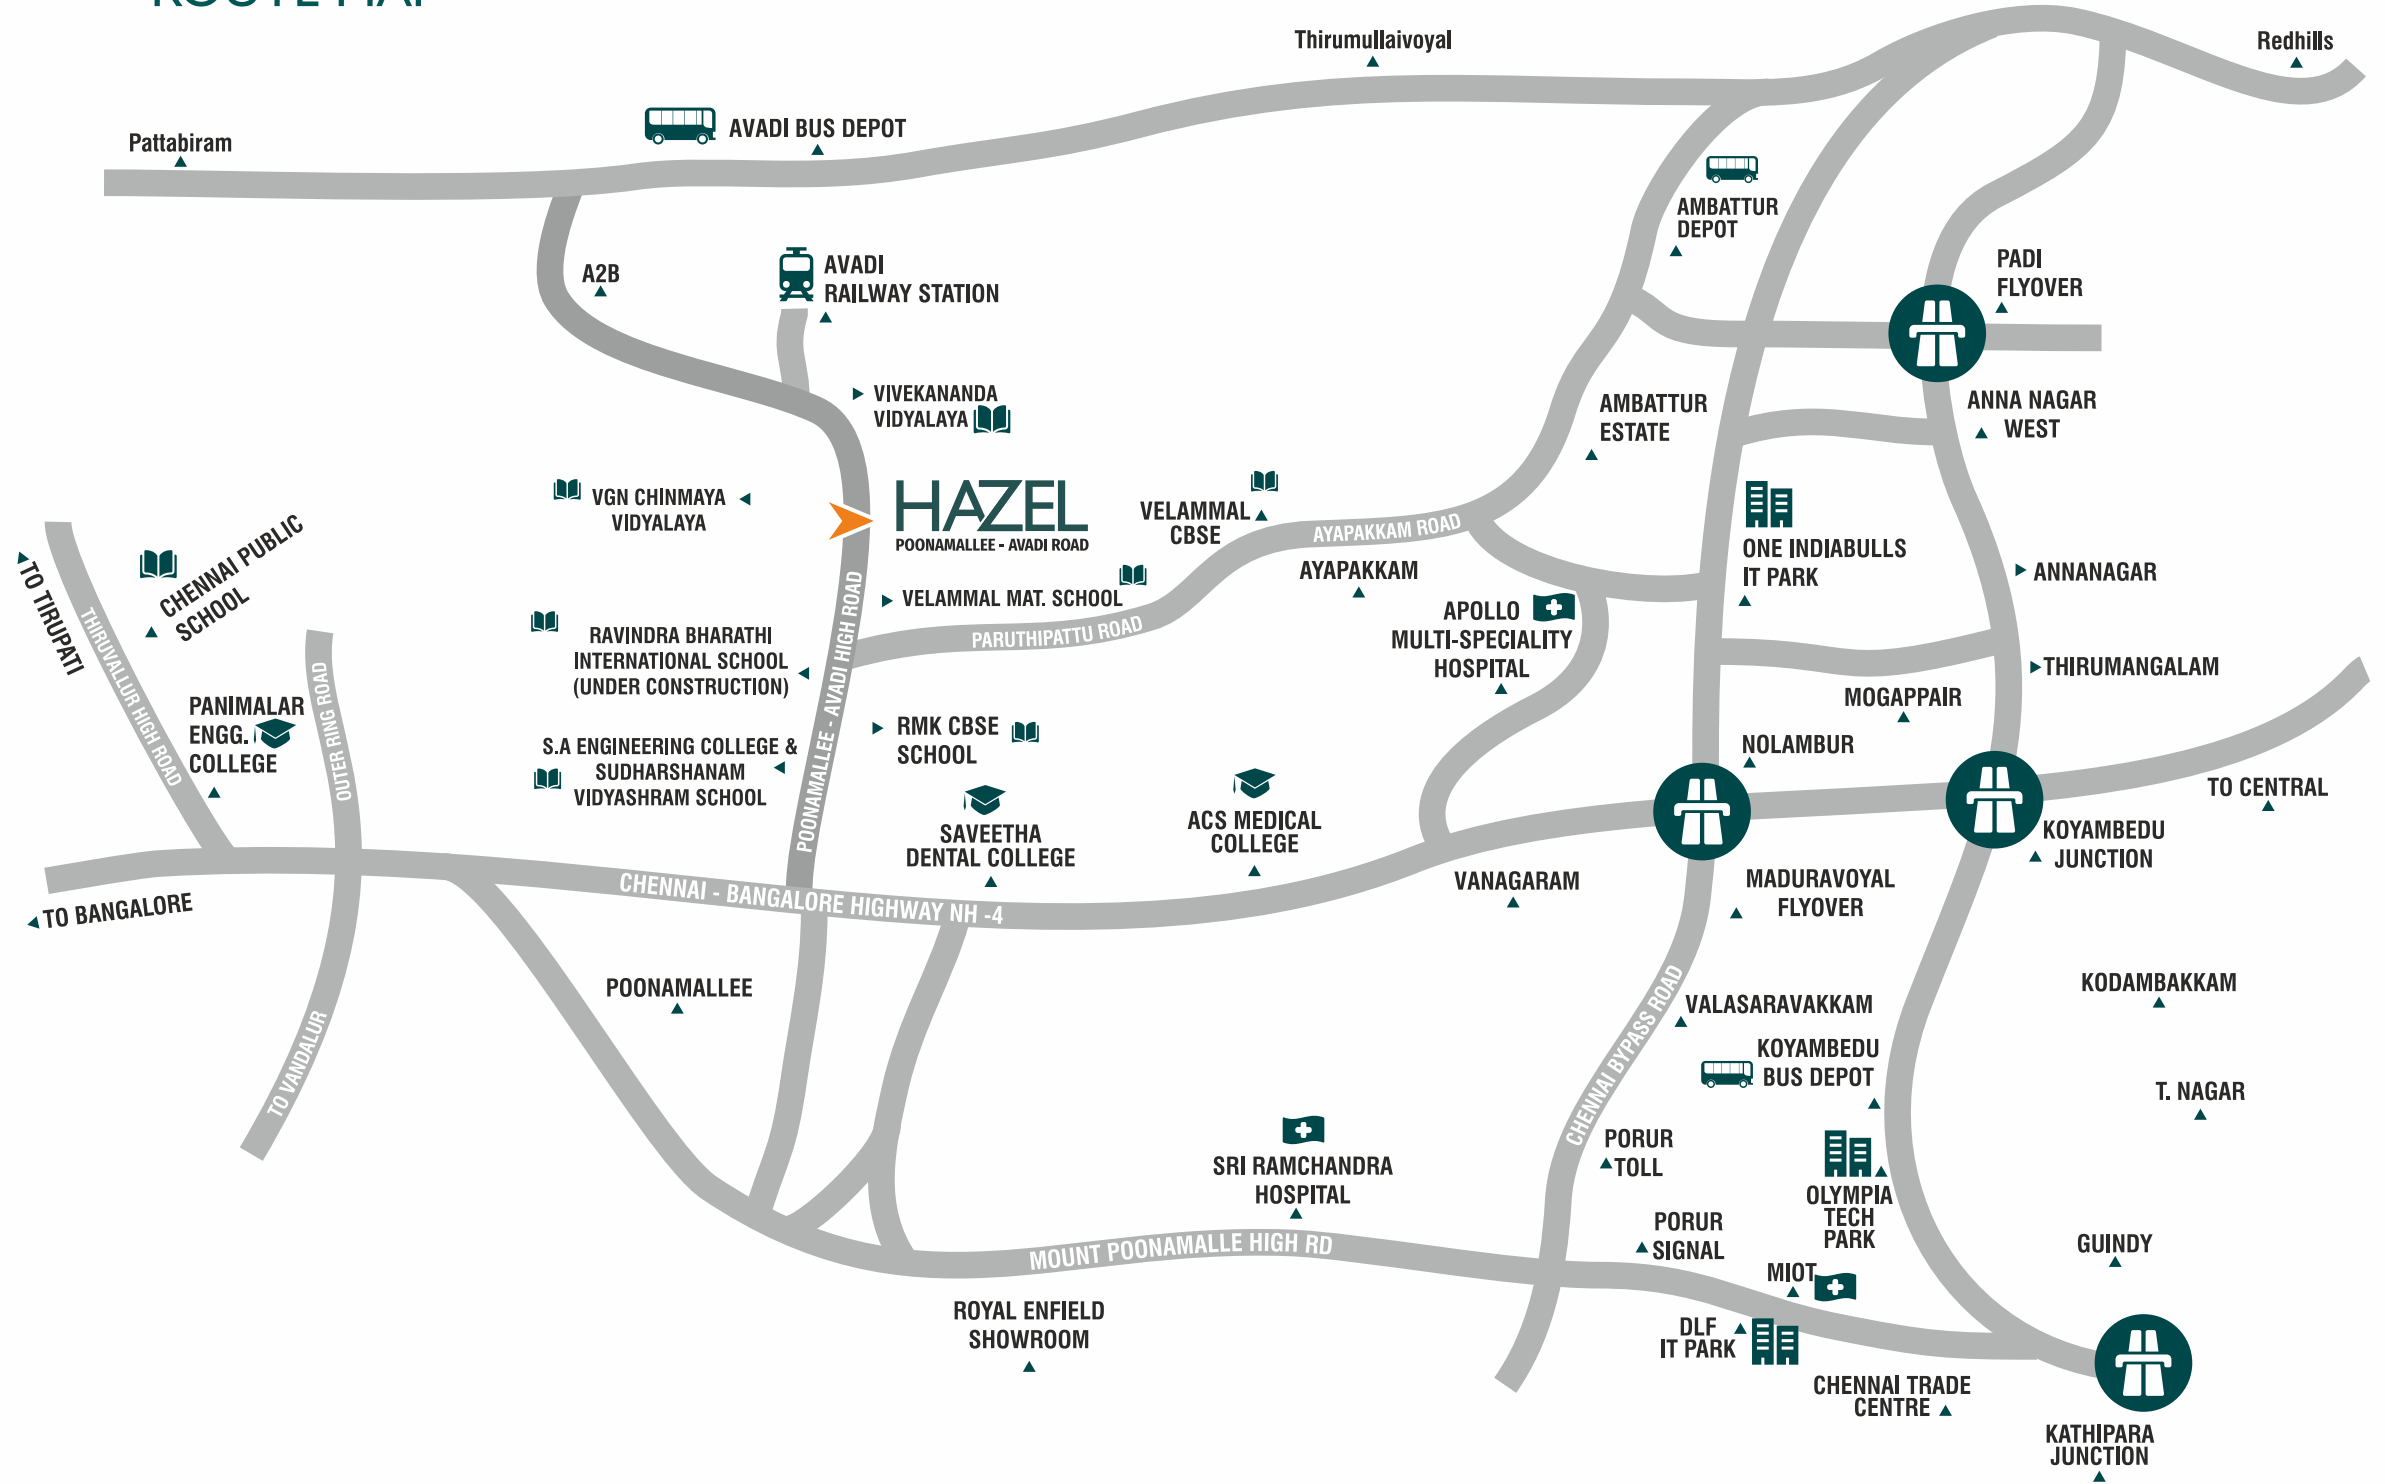 ROUTE MAP
Thirumullaivoyal
Redhills
Pattabiram
AVADI BUS DEPOT
AMBATTUR
DEPOT
A2B
AVADI
RAILWAY STATION
PADI
FLYOVER
VIVEKANANDA
VIDYALAYA
AMBATTUR
ESTATE
ANNA NAGAR
WEST
VGN CHINMAYA
VIDYALAYA
HAZEL
POONAMALLEE - AVADI ROAD
VELAMMAL
CBSE
AYAPAKKAM ROAD
ONE INDIABULLS
IT PARK
TO TIRUPATI
CHENNAI PUBLIC
SCHOOL
AYAPAKKAM
ANNANAGAR
VELAMMAL MAT. SCHOOL
PARUTHIPATTU ROAD
APOLLO
MULTI-SPECIALITY
HOSPITAL
RAVINDRA BHARATHI
INTERNATIONAL SCHOOL
(UNDER CONSTRUCTION)
THIRUVALLUR HIGH ROAD
OUTER RING ROAD
POONAMALLEE - AVADI HIGH ROAD
THIRUMANGALAM
MOGAPPAIR
PANIMALAR
ENGG.
COLLEGE
RMK CBSE
SCHOOL
NOLAMBUR
S.A ENGINEERING COLLEGE &
SUDHARSHANAM
VIDYASHRAM SCHOOL
TO CENTRAL
SAVEETHA
DENTAL COLLEGE
ACS MEDICAL
COLLEGE
KOYAMBEDU
JUNCTION
VANAGARAM
MADURAVOYAL
FLYOVER
CHENNAI - BANGALORE HIGHWAY NH -4
TO BANGALORE
POONAMALLEE
KODAMBAKKAM
VALASARAVAKKAM
CHENNAI BYPASS ROAD
TO VANDALUR
KOYAMBEDU
BUS DEPOT
T. NAGAR
PORUR
TOLL
SRI RAMCHANDRA
HOSPITAL
OLYMPIA
TECH
PARK
PORUR
SIGNAL
GUINDY
MOUNT POONAMALLE HIGH RD
MIOT
ROYAL ENFIELD
SHOWROOM
DLF
IT PARK
CHENNAI TRADE
CENTRE
KATHIPARA
JUNCTION